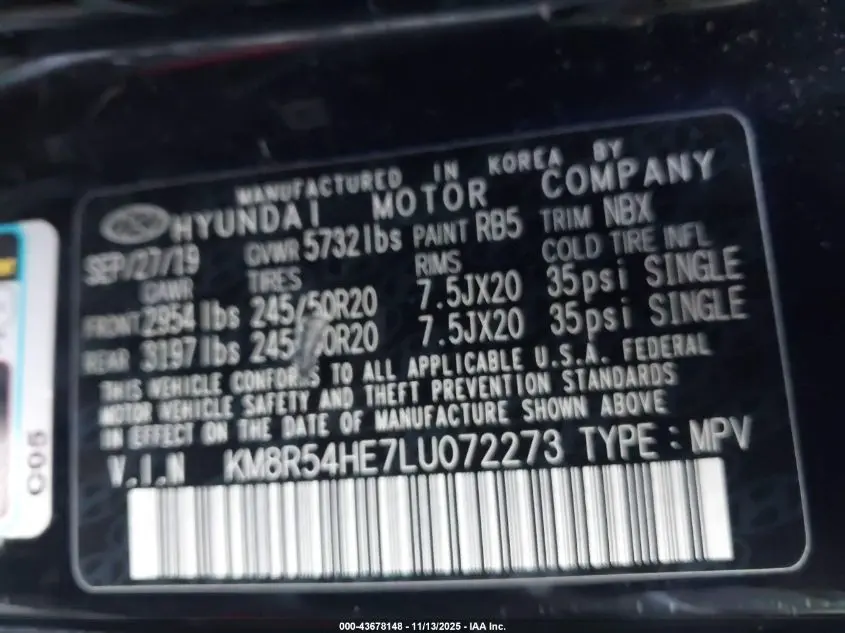 MANUFACTURED IN KOREA BY
HYUNDAI MOTOR COMPANY
SEP/27/19 GVWR 5732lbs PAINT RB5 TRIM NBX
GAWR TIRES RIMS COLD TIRE INFL
FRONT 2954lbs 245/50R20 7.5JX20 35psi SINGLE
REAR 3197lbs 245/50R20 7.5JX20 35psi SINGLE
THIS VEHICLE CONFORMS TO ALL APPLICABLE U.S.A. FEDERAL
MOTOR VEHICLE SAFETY AND THEFT PREVENTION STANDARDS
IN EFFECT ON THE DATE OF MANUFACTURE SHOWN ABOVE
V.I.N KM8R54HE7LU072273 TYPE : MPV
C05
000-43678148 - 11/13/2025 - IAA Inc.